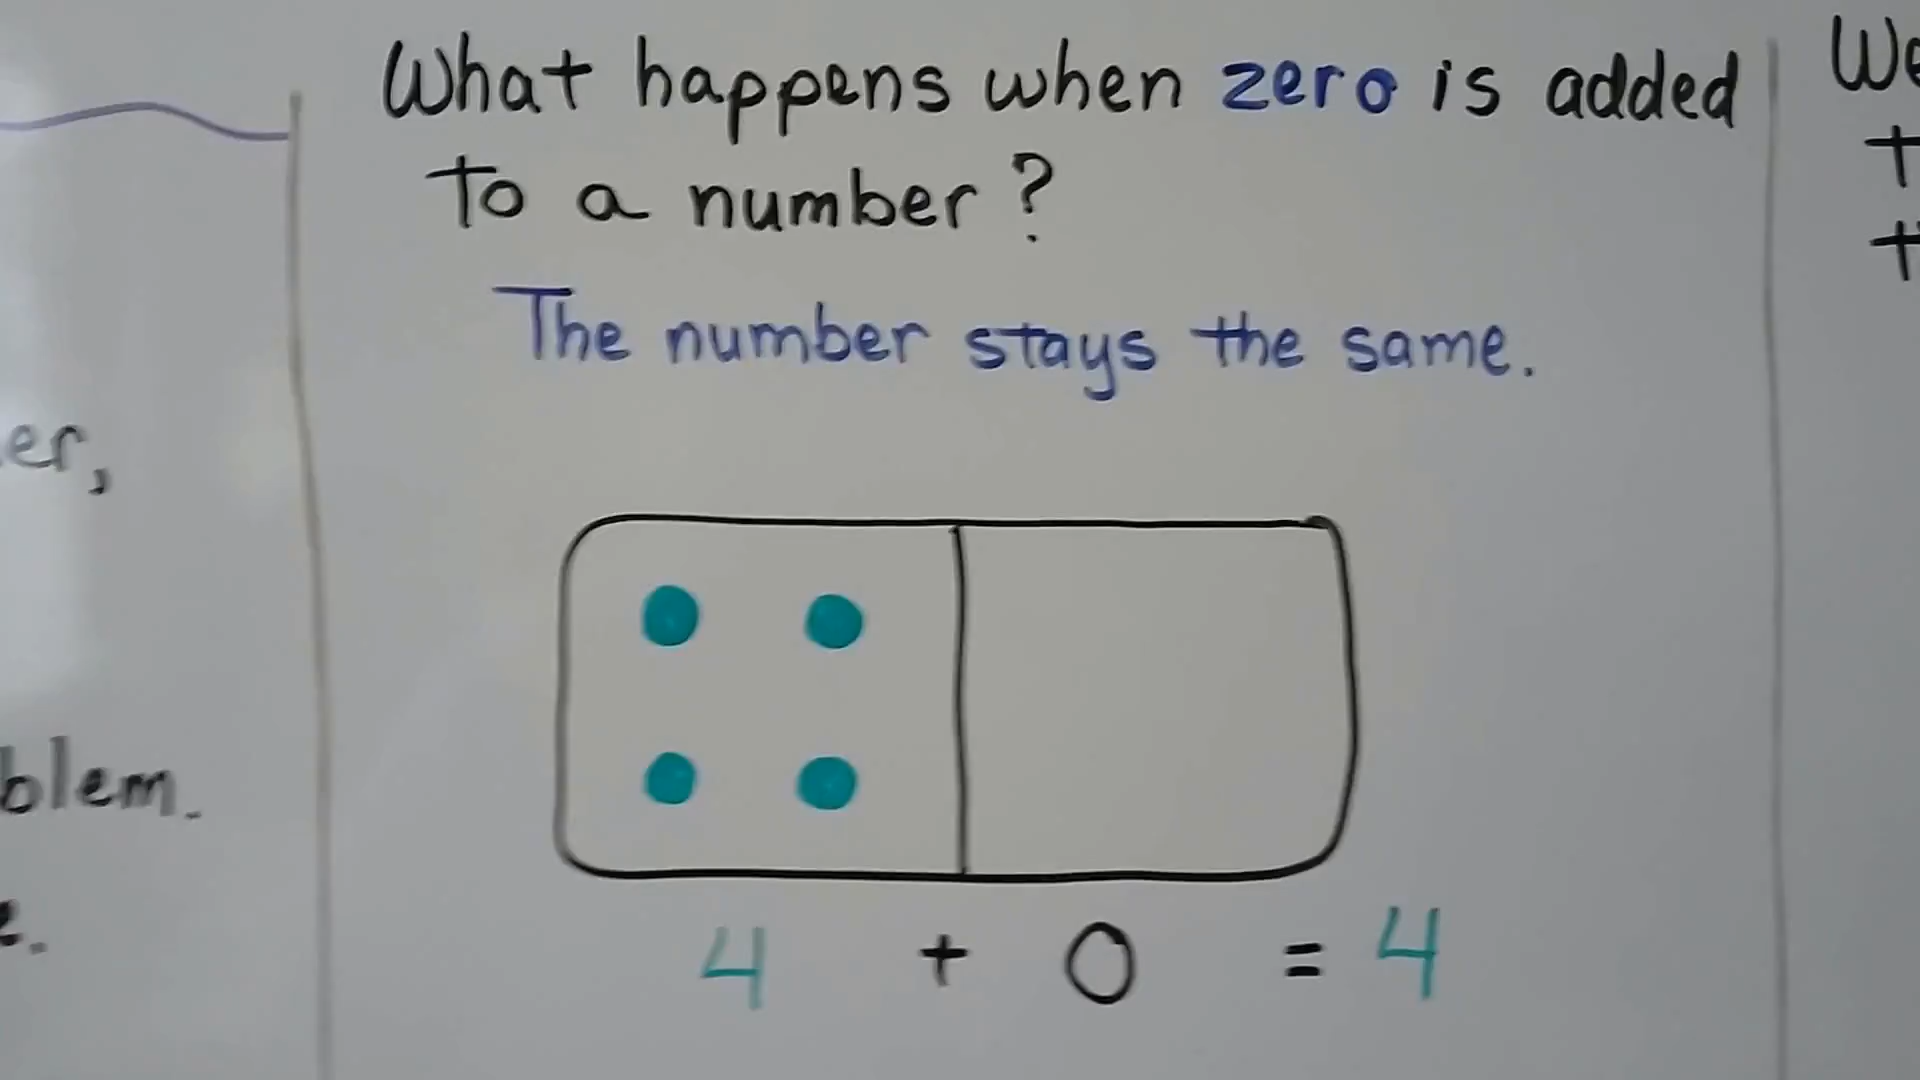 What happens when zero is added
to a number?
The number stays the same.
4 + 0 = 4